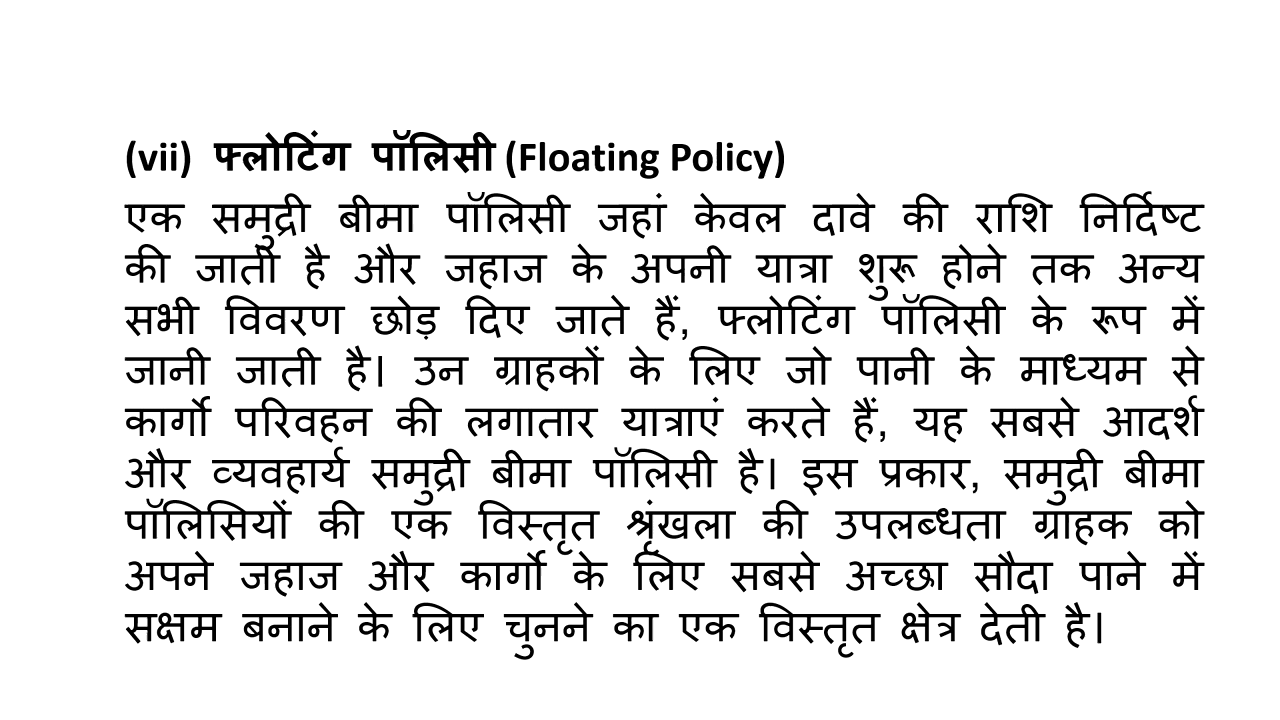 (vii) फ्लोटिंग पॉलिसी (Floating Policy)
एक समुद्री बीमा पॉलिसी जहां केवल दावे की राशि निर्दिष्ट
की जाती है और जहाज के अपनी यात्रा शुरू होने तक अन्य
सभी विवरण छोड़ दिए जाते हैं, फ्लोटिंग पॉलिसी के रूप में
जानी जाती है। उन ग्राहकों के लिए जो पानी के माध्यम से
कार्गो परिवहन की लगातार यात्राएं करते हैं, यह सबसे आदर्श
और व्यवहार्य समुद्री बीमा पॉलिसी है। इस प्रकार, समुद्री बीमा
पॉलिसियों की एक विस्तृत श्रृंखला की उपलब्धता ग्राहक को
अपने जहाज और कार्गो के लिए सबसे अच्छा सौदा पाने में
सक्षम बनाने के लिए चुनने का एक विस्तृत क्षेत्र देती है।